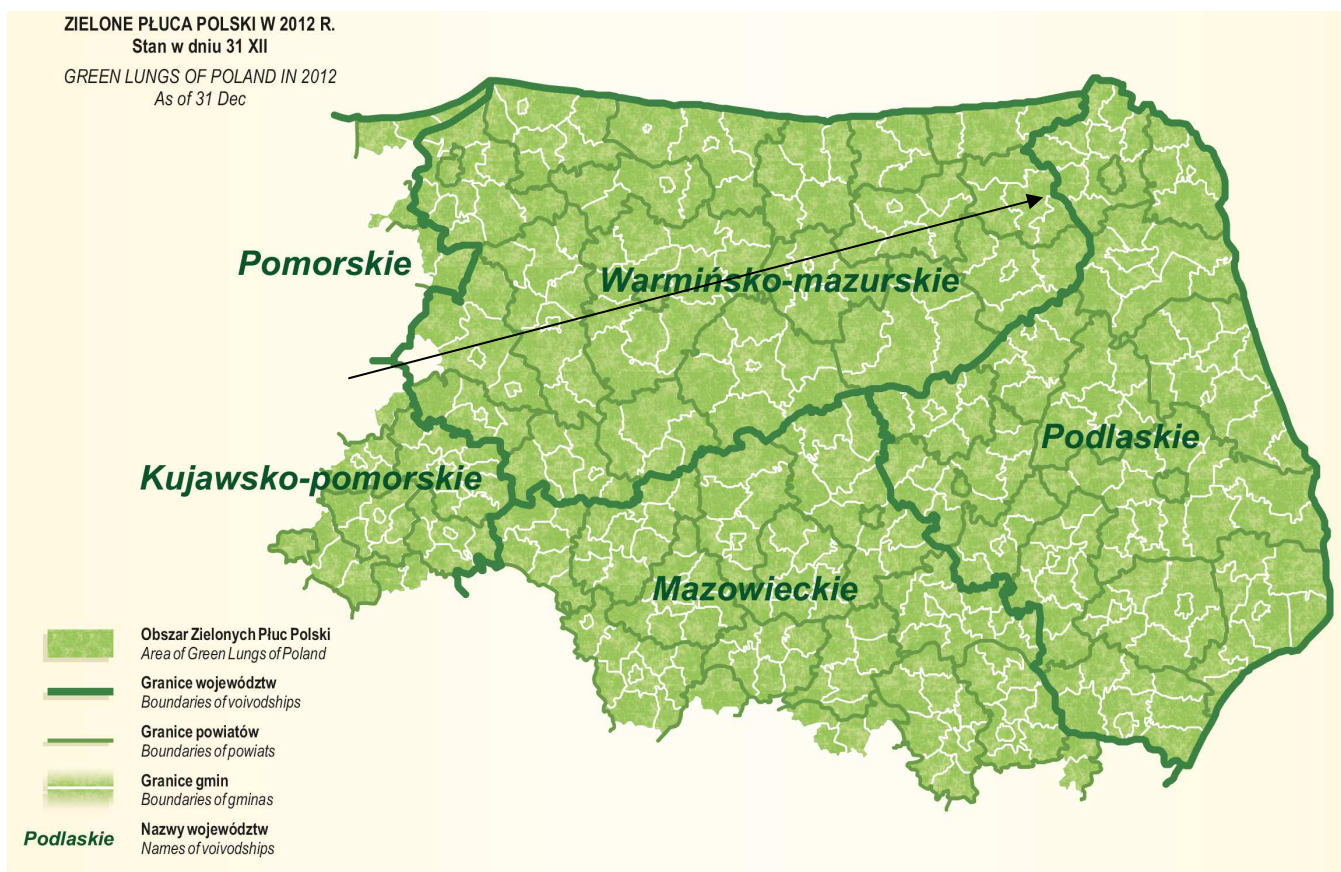 ZIELONE PŁUCA POLSKI W 2012 R.
Stan w dniu 31 XII
GREEN LUNGS OF POLAND IN 2012
As of 31 Dec
Pomorskie
Warmińsko-mazurskie
Podlaskie
Kujawsko-pomorskie
Mazowieckie
Obszar Zielonych Płuc Polski
Area of Green Lungs of Poland
Granice województw
Boundaries of voivodships
Granice powiatów
Boundaries of powiats
Granice gmin
Boundaries of gminas
Podlaskie
Nazwy województw
Names of voivodships